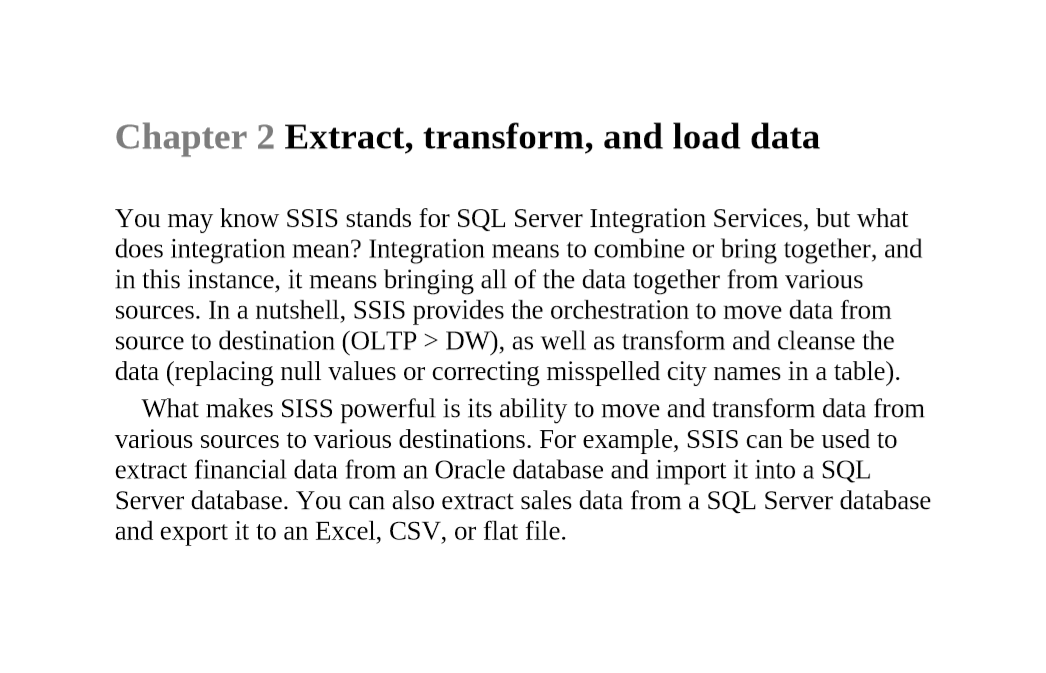 Chapter 2 Extract, transform, and load data
You may know SSIS stands for SQL Server Integration Services, but what
does integration mean? Integration means to combine or bring together, and
in this instance, it means bringing all of the data together from various
sources. In a nutshell, SSIS provides the orchestration to move data from
source to destination (OLTP > DW), as well as transform and cleanse the
data (replacing null values or correcting misspelled city names in a table).
What makes SISS powerful is its ability to move and transform data from
various sources to various destinations. For example, SSIS can be used to
extract financial data from an Oracle database and import it into a SQL
Server database. You can also extract sales data from a SQL Server database
and export it to an Excel, CSV, or flat file.